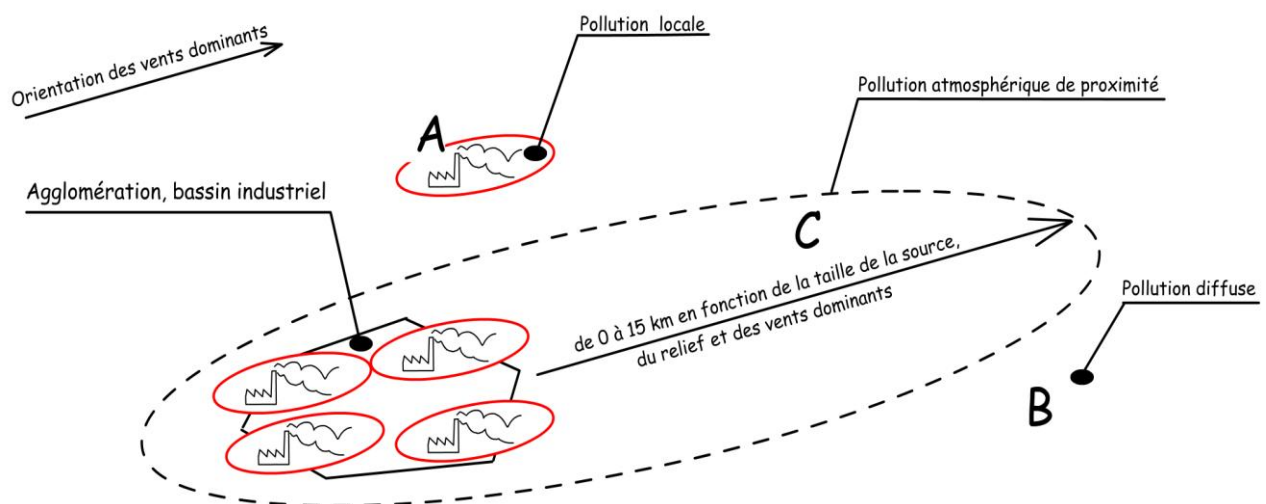 Orientation des vents dominants
Pollution locale
Pollution atmosphérique de proximité
A
Agglomération, bassin industriel
C
de 0 à 15 km en fonction de la taille de la source,
du relief et des vents dominants
Pollution diffuse
B